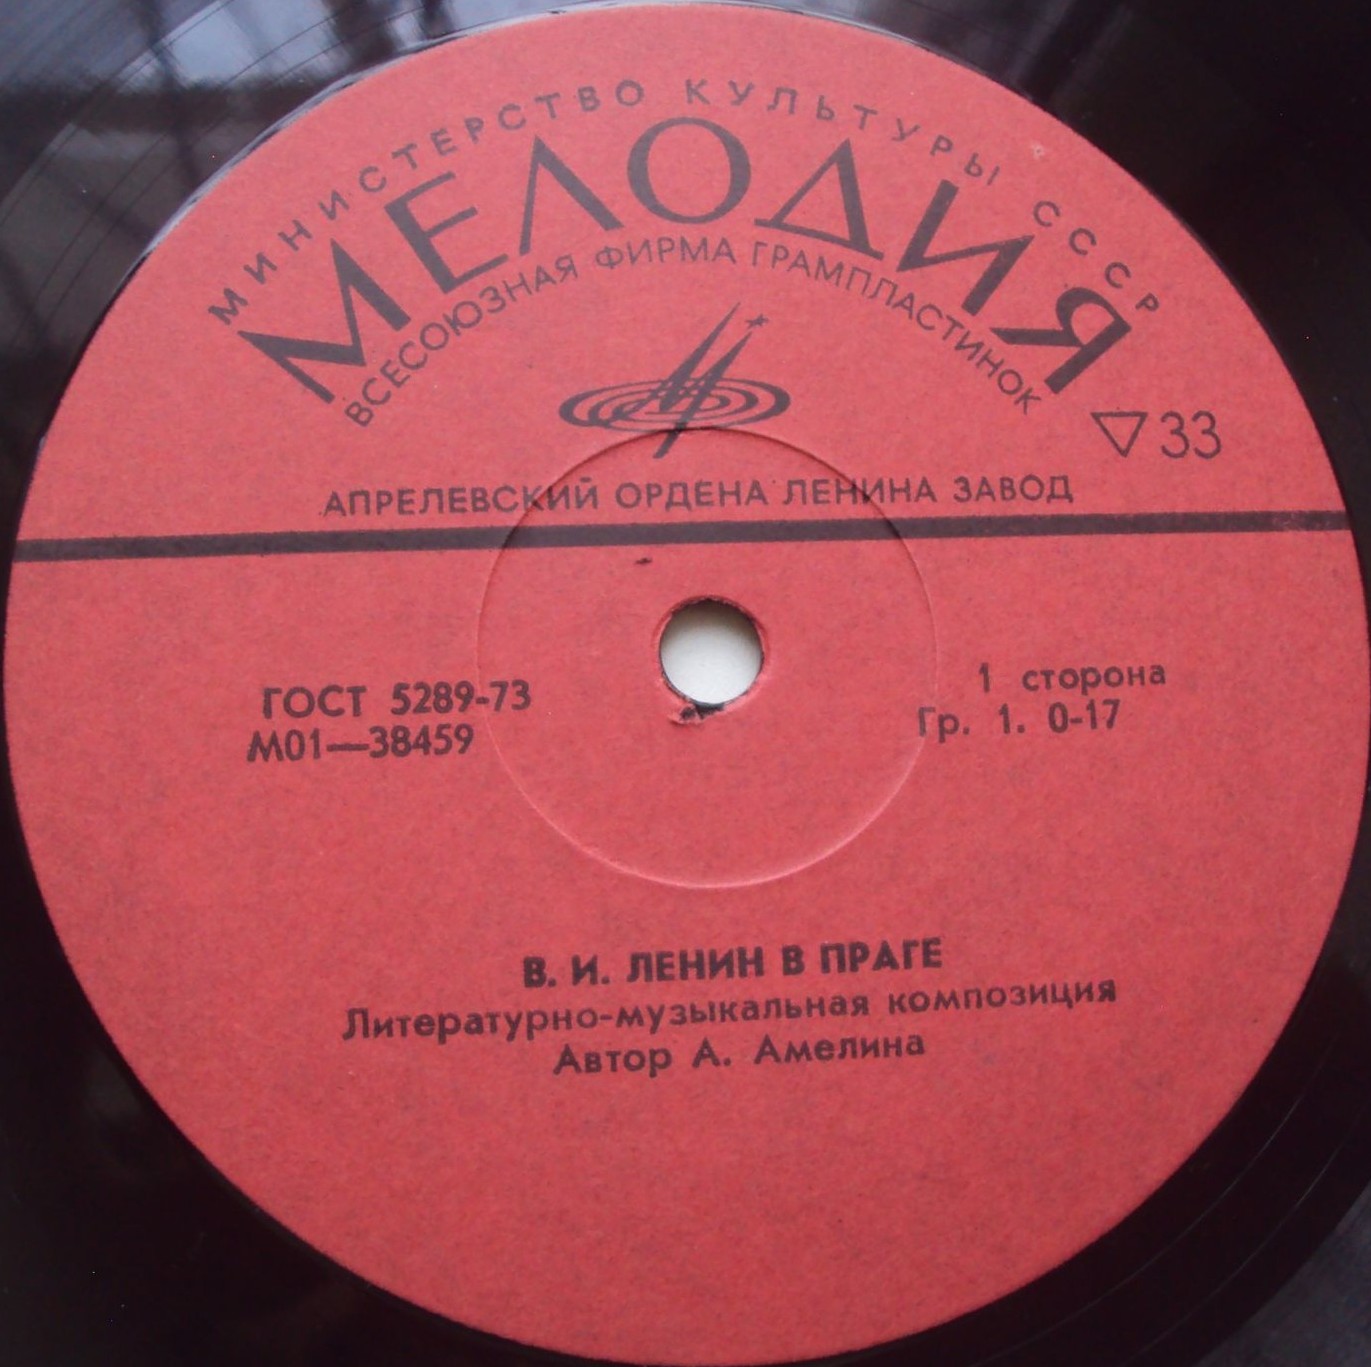 МИНИСТЕРСТВО КУЛЬТУРЫ СССР
МЕЛОДИЯ
ВСЕСОЮЗНАЯ ФИРМА ГРАМПЛАСТИНОК
33
АПРЕЛЕВСКИЙ ОРДЕНА ЛЕНИНА ЗАВОД
ГОСТ 5289-73
М01—38459
1 сторона
Гр. 1. 0-17
В. И. ЛЕНИН В ПРАГЕ
Литературно-музыкальная композиция
Автор А. Амелина